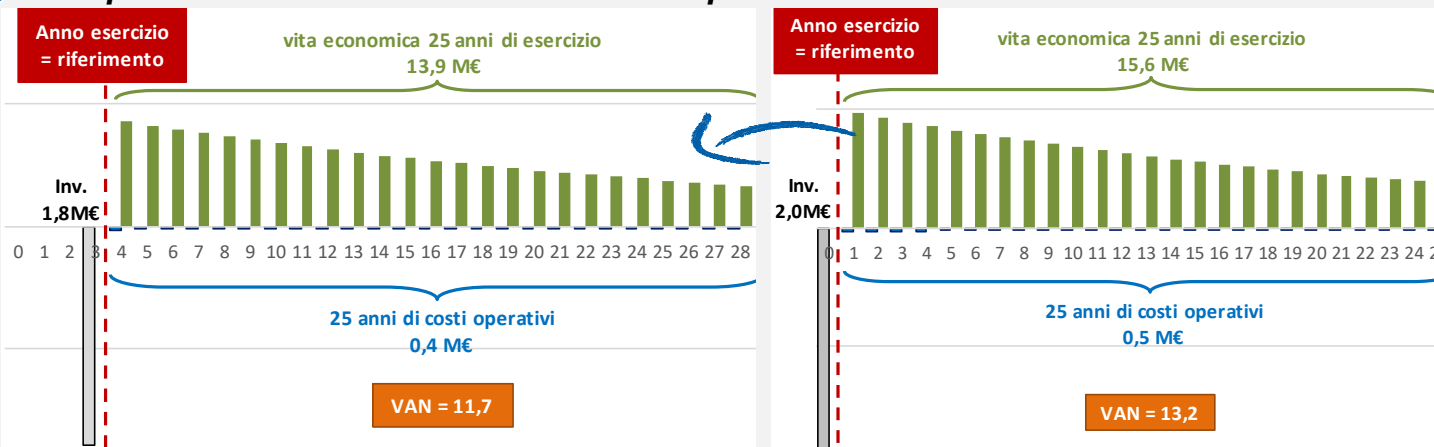 Anno esercizio
= riferimento
vita economica 25 anni di esercizio
13,9 M€
Inv.
1,8M€
0 1 2 3 4 5 6 7 8 9 10 11 12 13 14 15 16 17 18 19 20 21 22 23 24 25 26 27 28
25 anni di costi operativi
0,4 M€
VAN = 11,7
Anno esercizio
= riferimento
vita economica 25 anni di esercizio
15,6 M€
Inv.
2,0M€
0 1 2 3 4 5 6 7 8 9 10 11 12 13 14 15 16 17 18 19 20 21 22 23 24
25 anni di costi operativi
0,5 M€
VAN = 13,2